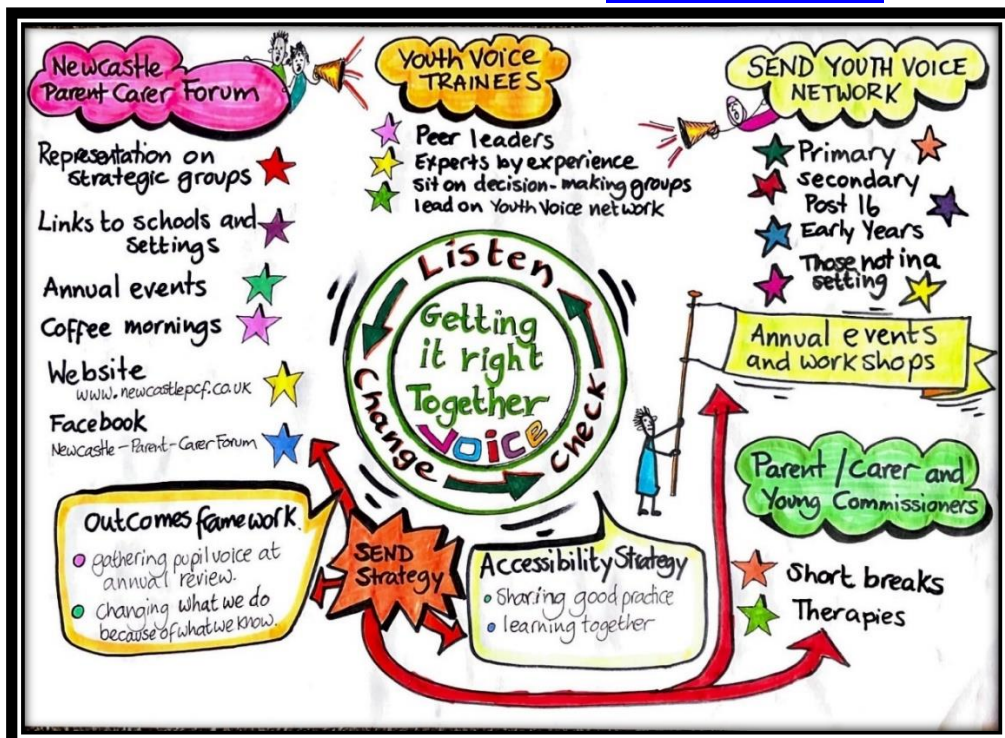 Newcastle
Parent Carer Forum
Representation on
strategic groups
Links to schools and
settings
Annual events
Coffee mornings
Website
www.newcastlepcf.co.uk
Facebook
Newcastle-Parent-Carer Forum
Youth Voice
TRAINEES
Peer leaders
Experts by experience
sit on decision-making groups
lead on Youth Voice network
SEND YOUTH VOICE
NETWORK
Primary
secondary
Post 16
Early Years
Those not in a
setting
Annual events
and workshops
Listen
Change
Check
Getting
it right
Together
VOICE
Parent/Carer and
Young Commissioners
Short breaks
Therapies
Outcomes framework.
gathering pupil voice at
annual review.
changing what we do
because of what we know.
SEND
Strategy
Accessibility Strategy
Sharing good practice
learning together